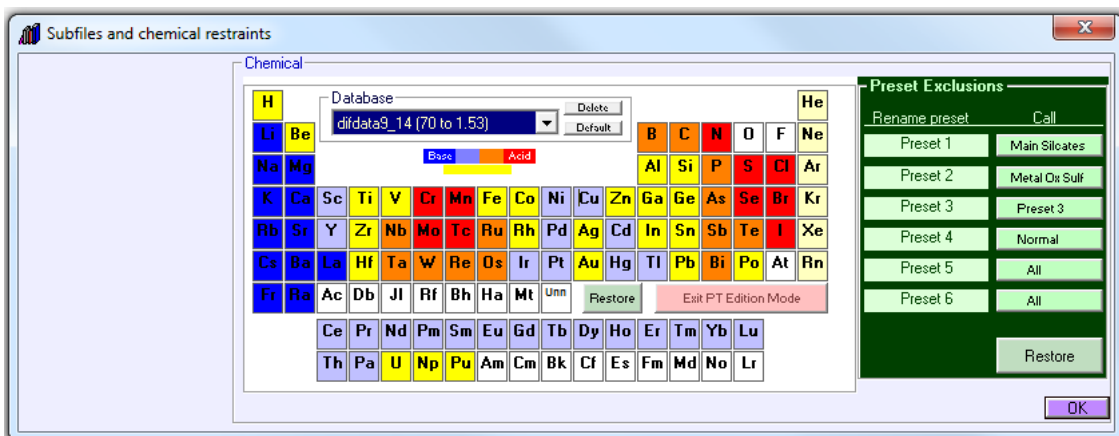 Subfiles and chemical restraints
X
Chemical
Database
difdata9_14 (70 to 1.53)
Delete
Default
Base Acid
H He
Li Be B C N O F Ne
Na Mg Al Si P S Cl Ar
K Ca Sc Ti V Cr Mn Fe Co Ni Cu Zn Ga Ge As Se Br Kr
Rb Sr Y Zr Nb Mo Tc Ru Rh Pd Ag Cd In Sn Sb Te I Xe
Cs Ba La Hf Ta W Re Os Ir Pt Au Hg Tl Pb Bi Po At Rn
Fr Ra Ac Db Jl Rf Bh Ha Mt Unn Restore Exit PT Edition Mode
Ce Pr Nd Pm Sm Eu Gd Tb Dy Ho Er Tm Yb Lu
Th Pa U Np Pu Am Cm Bk Cf Es Fm Md No Lr
Preset Exclusions
Rename preset Call
Preset 1 Main Silcates
Preset 2 Metal Ox Sulf
Preset 3 Preset 3
Preset 4 Normal
Preset 5 All
Preset 6 All
Restore
OK